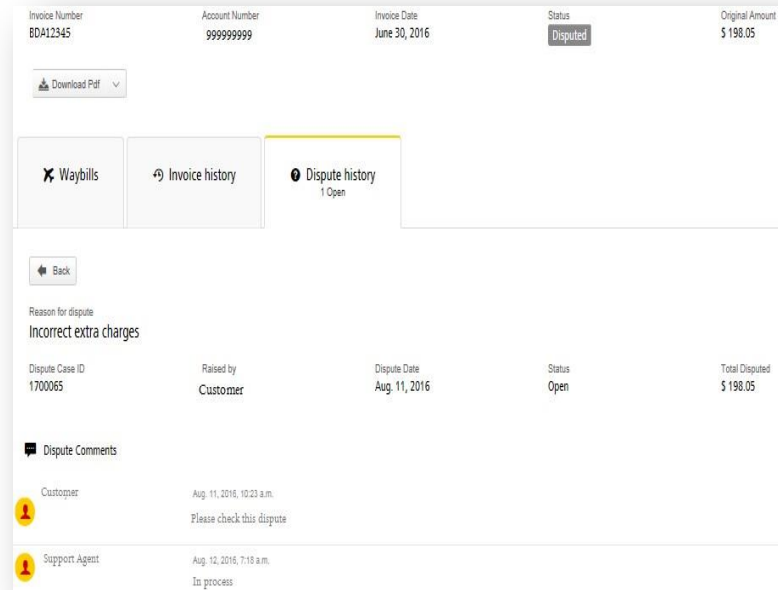 Invoice Number Account Number Invoice Date Status Original Amount
BDA12345 999999999 June 30, 2016 Disputed $ 198.05
Download Pdf
Waybills Invoice history Dispute history
1 Open
Back
Reason for dispute
Incorrect extra charges
Dispute Case ID Raised by Dispute Date Status Total Disputed
1700065 Customer Aug. 11, 2016 Open $ 198.05
Dispute Comments
Customer Aug. 11, 2016, 10:23 a.m.
Please check this dispute
Support Agent Aug. 12, 2016, 7:18 a.m.
In process